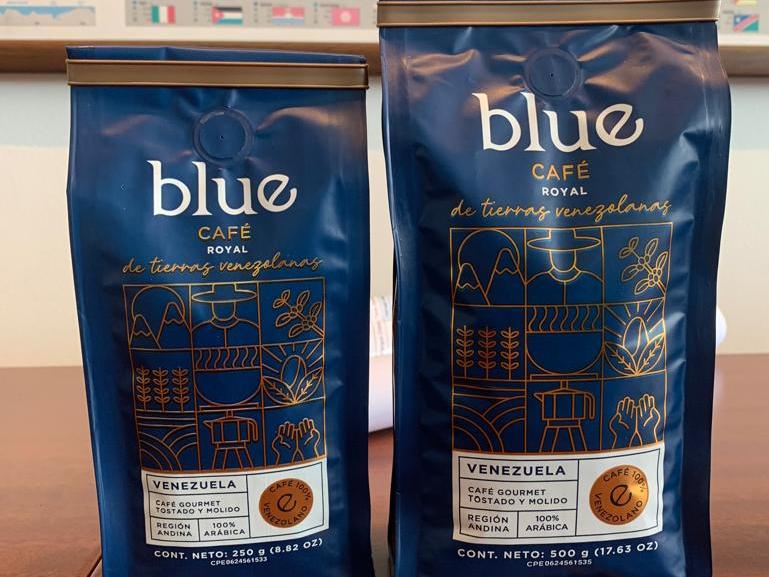 blue
CAFÉ
ROYAL
de tierras venezolanas
VENEZUELA
CAFÉ GOURMET
TOSTADO Y MOLIDO
REGIÓN
ANDINA
100%
ARÁBICA
CAFÉ 100%
e
VENEZOLANO
CONT. NETO: 250 g (8.82 OZ)
CPE0624561533
blue
CAFÉ
ROYAL
de tierras venezolanas
VENEZUELA
CAFÉ GOURMET
TOSTADO Y MOLIDO
REGIÓN
ANDINA
100%
ARÁBICA
CAFÉ 100%
e
VENEZOLANO
CONT. NETO: 500 g (17.63 OZ)
CPE0624561535